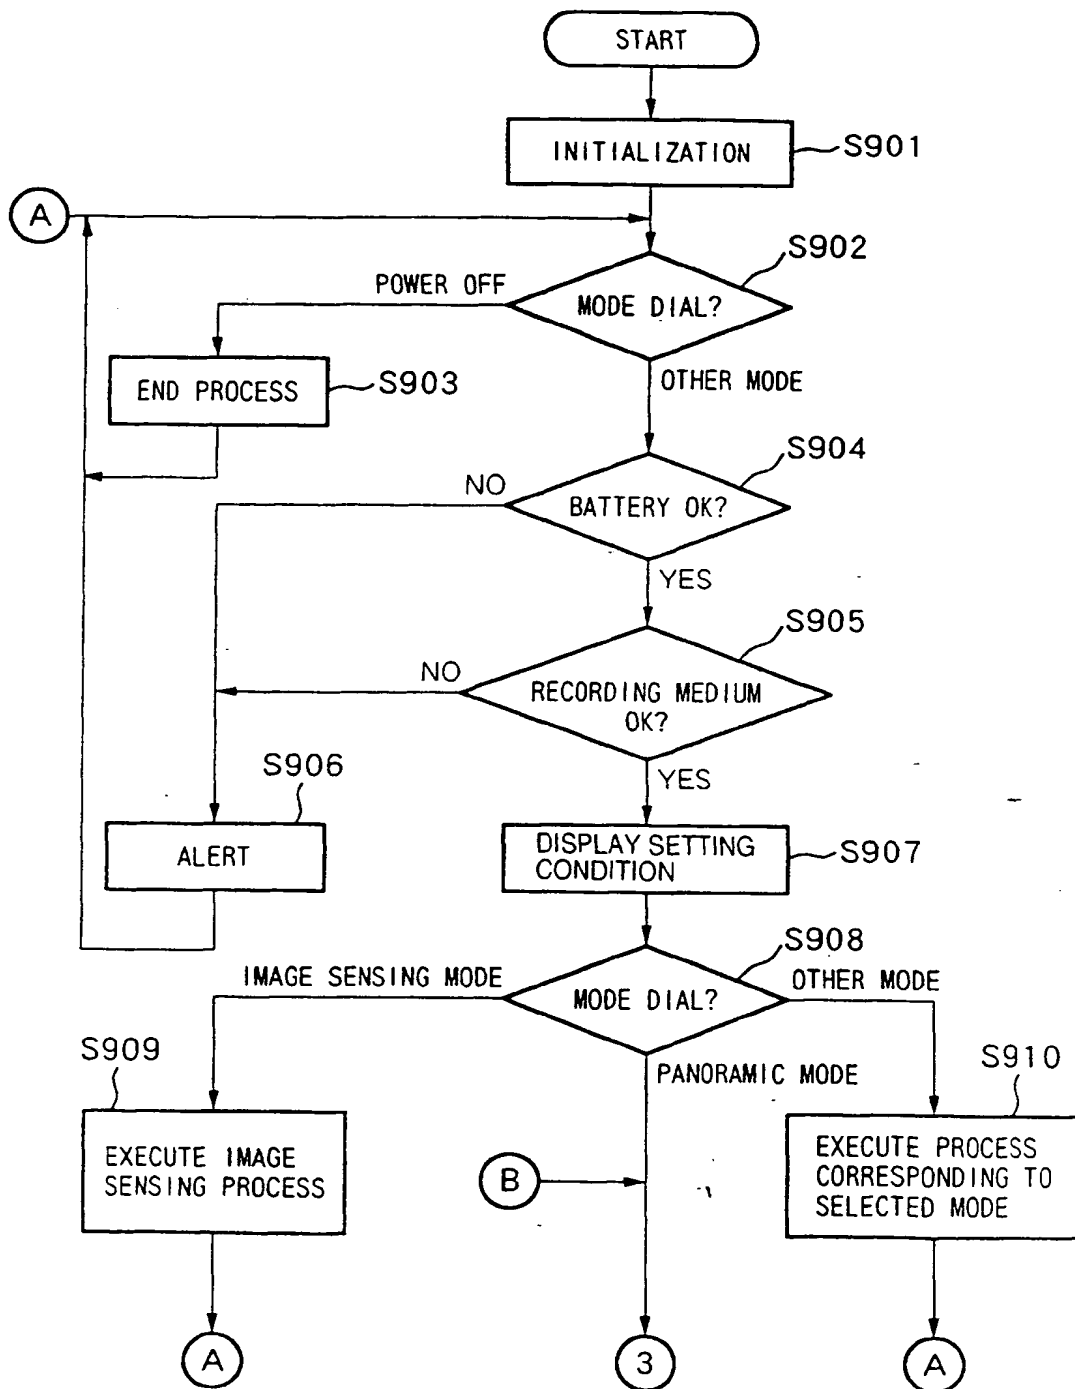 START
INITIALIZATION
S901
A
S902
POWER OFF
MODE DIAL?
END PROCESS
S903
OTHER MODE
S904
NO
BATTERY OK?
YES
S905
NO
RECORDING MEDIUM
OK?
S906
YES
ALERT
DISPLAY SETTING
CONDITION
S907
S908
IMAGE SENSING MODE
OTHER MODE
MODE DIAL?
S909
PANORAMIC MODE
S910
EXECUTE IMAGE
SENSING PROCESS
B
EXECUTE PROCESS
CORRESPONDING TO
SELECTED MODE
A
3
A